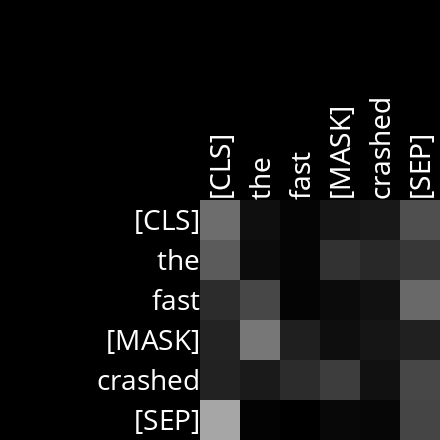 [CLS] the fast [MASK] crashed [SEP]
[CLS]
the
fast
[MASK]
crashed
[SEP]